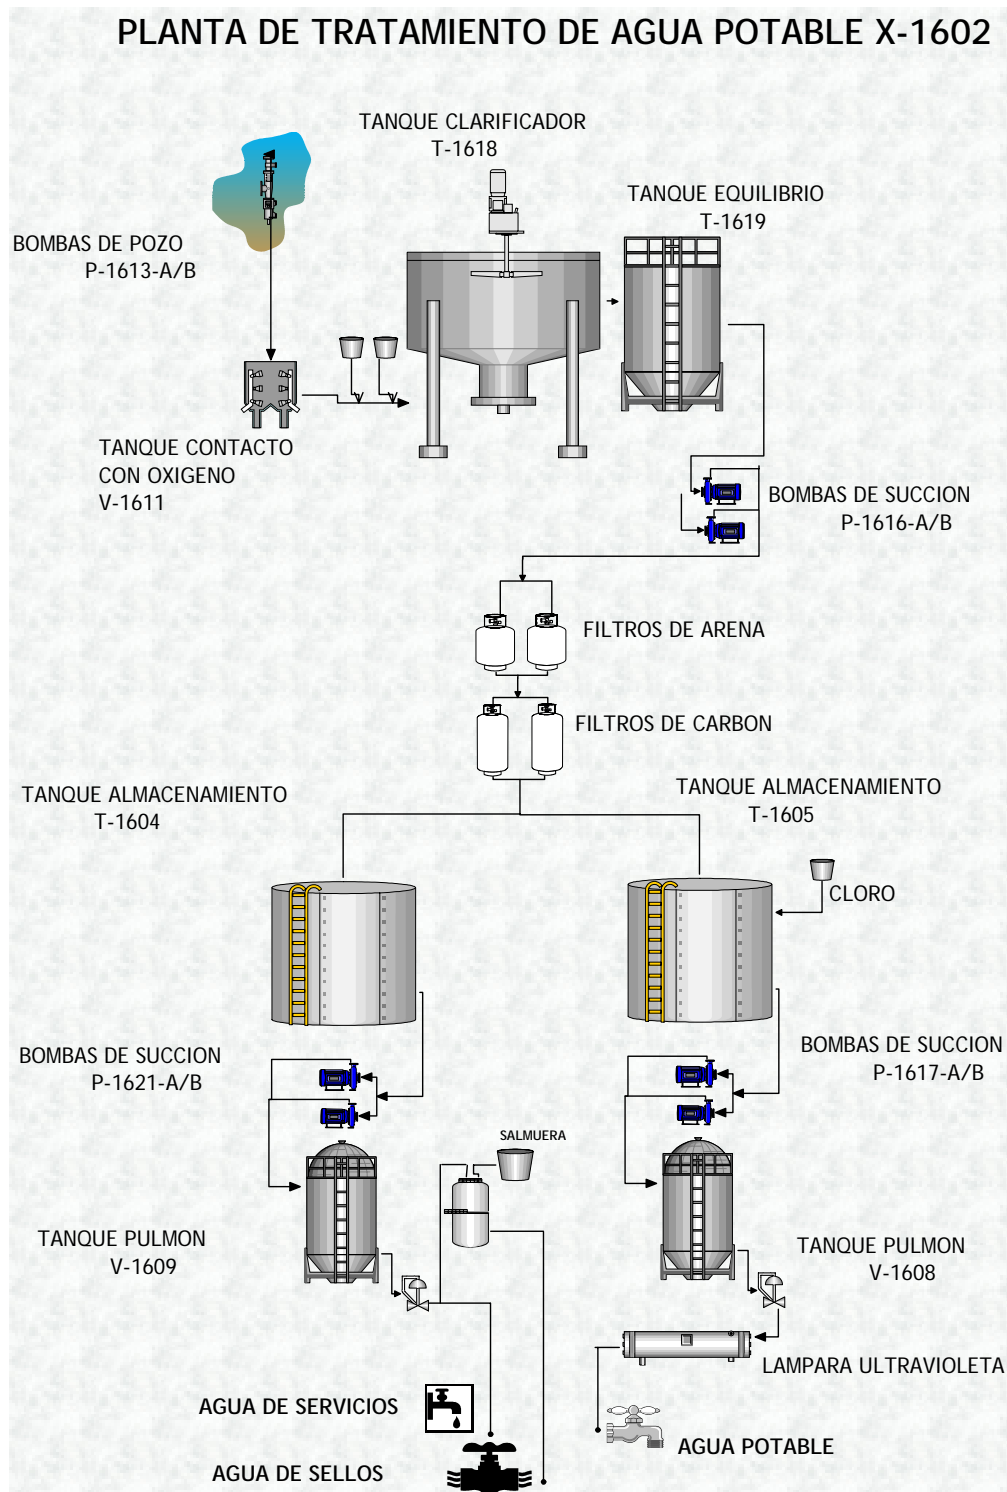 PLANTA DE TRATAMIENTO DE AGUA POTABLE X-1602
TANQUE CLARIFICADOR
T-1618
TANQUE EQUILIBRIO
T-1619
BOMBAS DE POZO
P-1613-A/B
TANQUE CONTACTO
CON OXIGENO
V-1611
BOMBAS DE SUCCION
P-1616-A/B
FILTROS DE ARENA
FILTROS DE CARBON
TANQUE ALMACENAMIENTO
T-1604
TANQUE ALMACENAMIENTO
T-1605
CLORO
BOMBAS DE SUCCION
P-1621-A/B
BOMBAS DE SUCCION
P-1617-A/B
SALMUERA
TANQUE PULMON
V-1609
TANQUE PULMON
V-1608
LAMPARA ULTRAVIOLETA
AGUA DE SERVICIOS
AGUA POTABLE
AGUA DE SELLOS